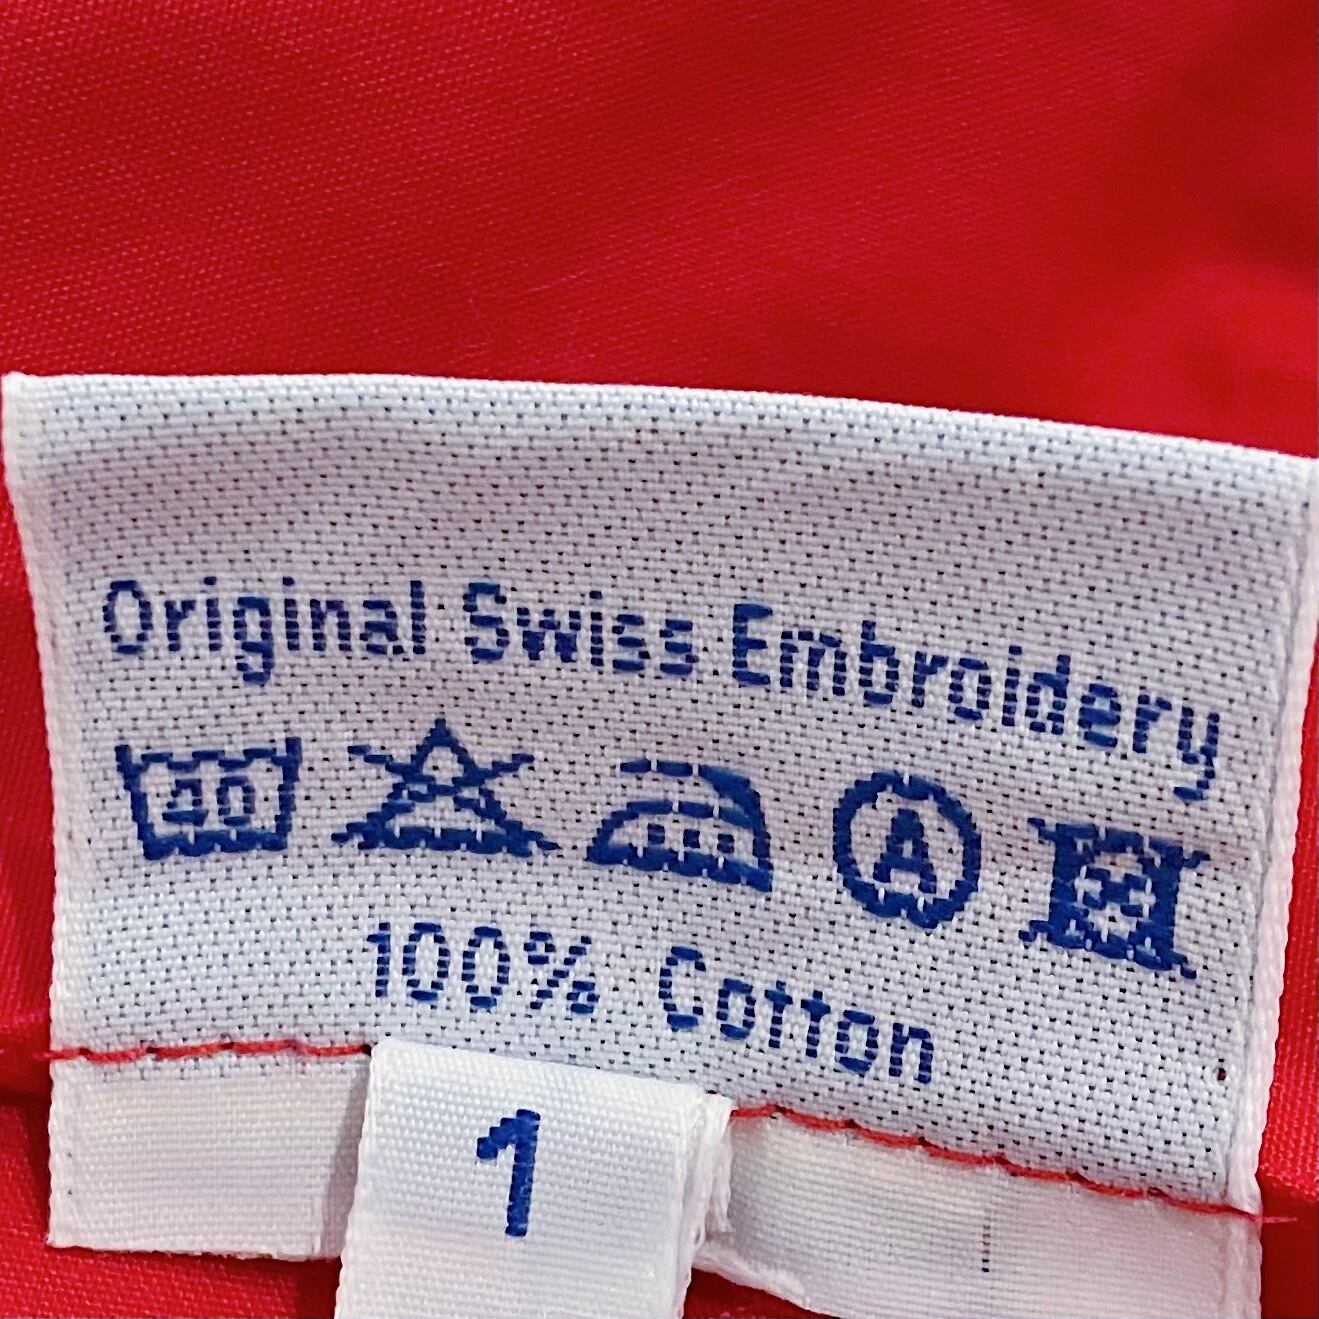 Original Swiss Embroidery
40 A
100% Cotton
1